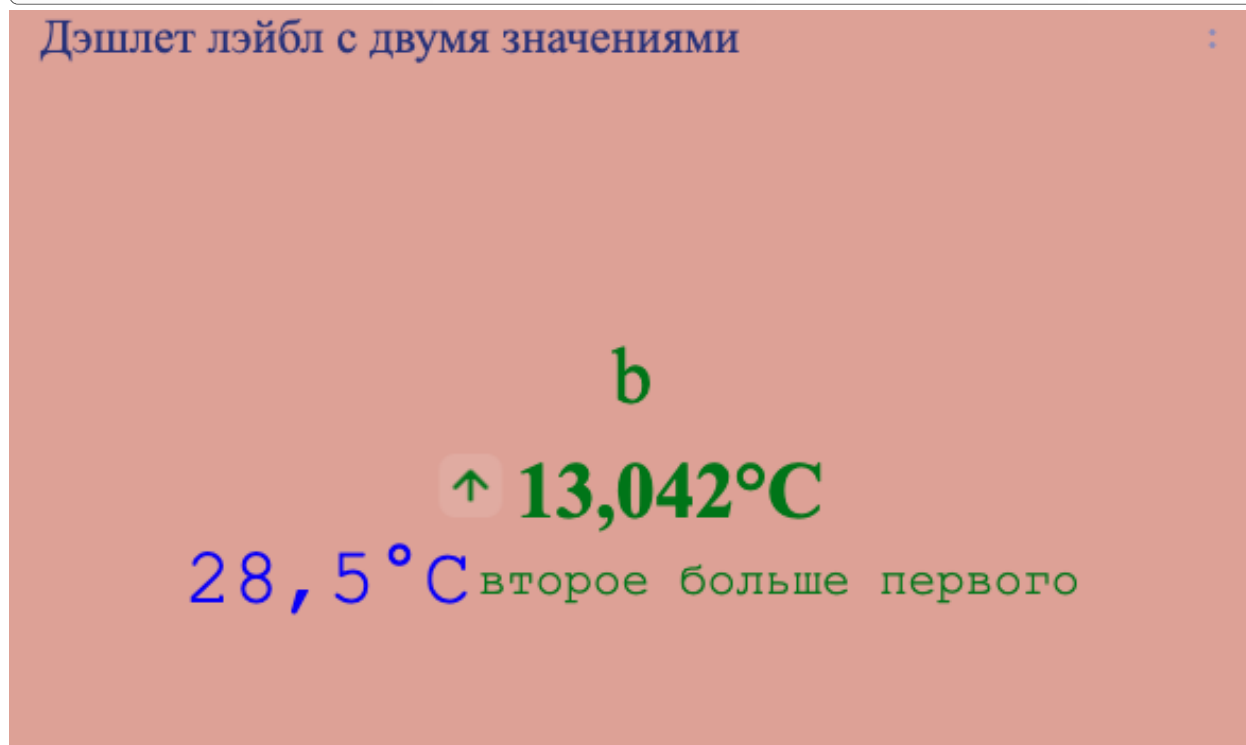 Дэшлет лэйбл с двумя значениями
b
↑ 13,042°C
28,5°C второе больше первого